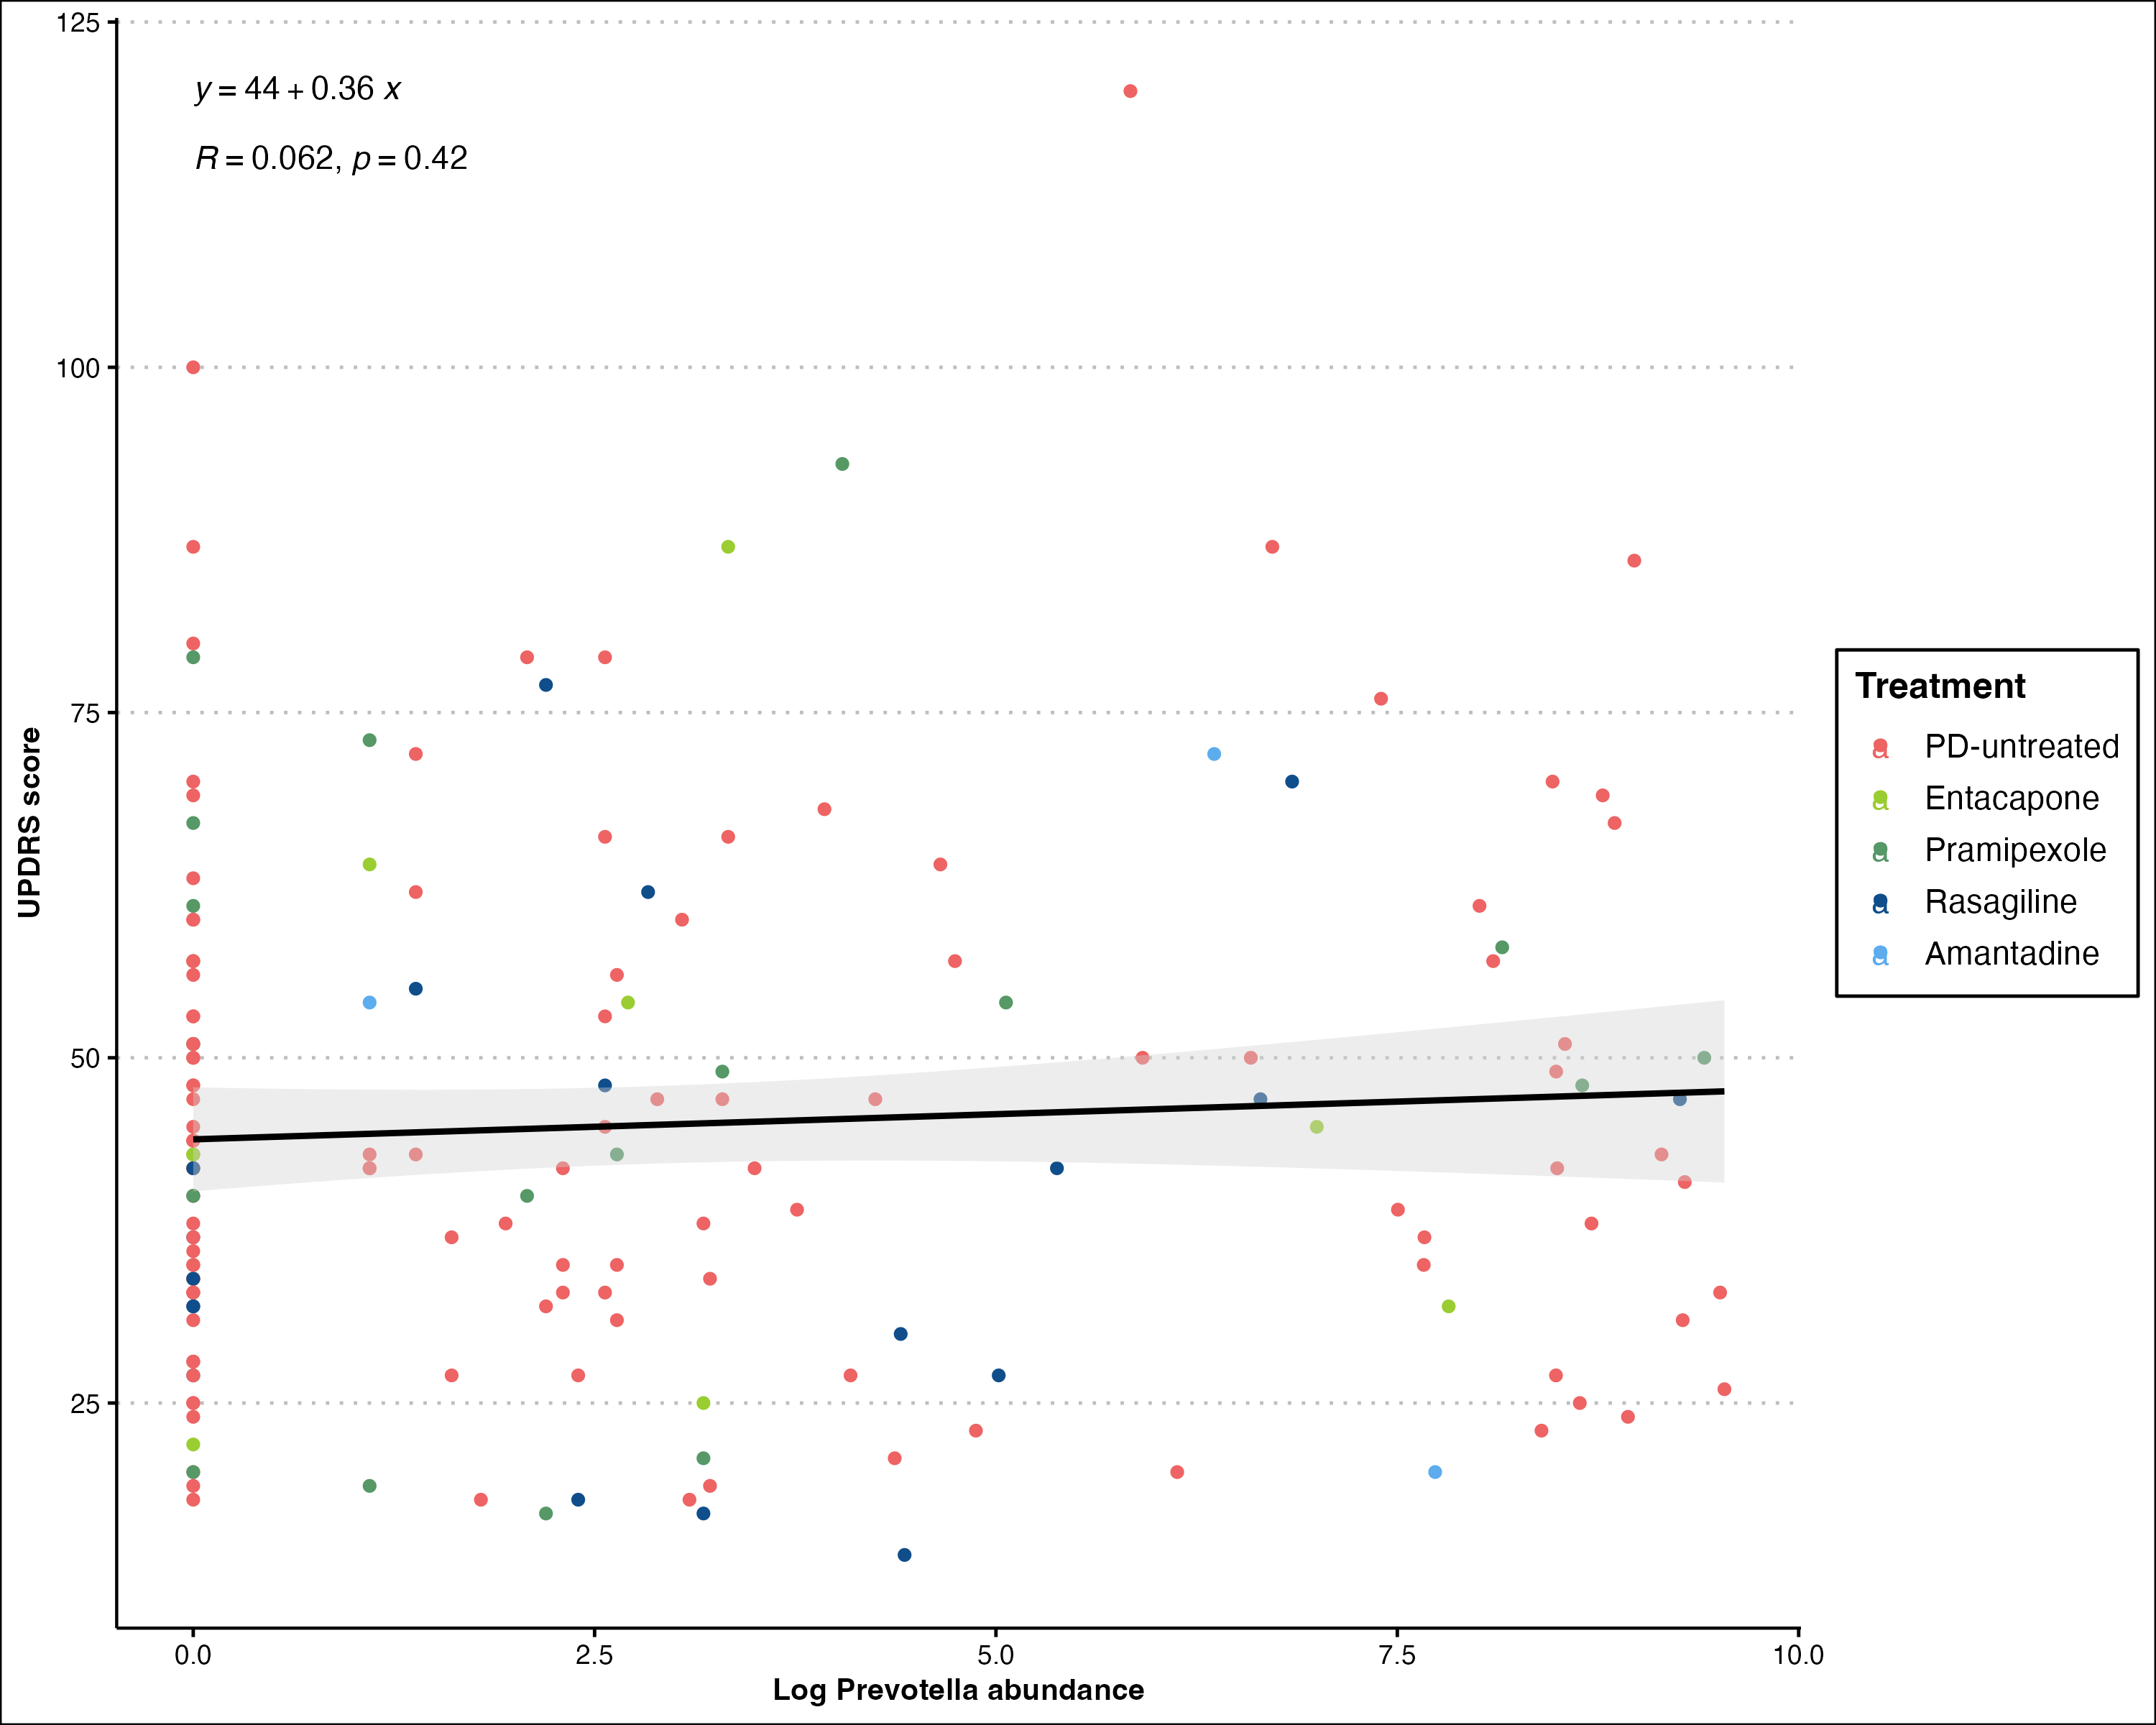 125
y = 44 + 0.36 x
R = 0.062, p = 0.42
100
75
50
25
UPDRS score
0.0 2.5 5.0 7.5 10.0
Log Prevotella abundance
Treatment
a PD-untreated
a Entacapone
a Pramipexole
a Rasagiline
a Amantadine